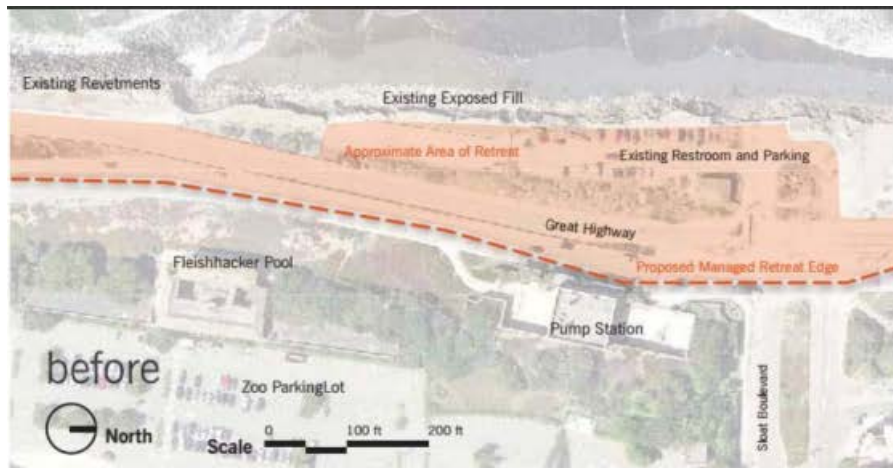 Existing Revetments
Existing Exposed Fill
Approximate Area of Retreat
Existing Restroom and Parking
Great Highway
Fleishhacker Pool
Proposed Managed Retreat Edge
Pump Station
before
Zoo ParkingLot
Sloat Boulevard
North
Scale
0
100 ft
200 ft